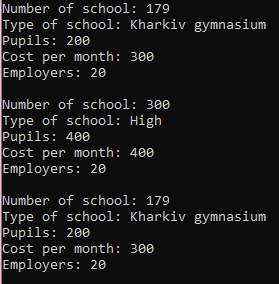 Number of school: 179
Type of school: Kharkiv gymnasium
Pupils: 200
Cost per month: 300
Employers: 20
Number of school: 300
Type of school: High
Pupils: 400
Cost per month: 400
Employers: 20
Number of school: 179
Type of school: Kharkiv gymnasium
Pupils: 200
Cost per month: 300
Employers: 20